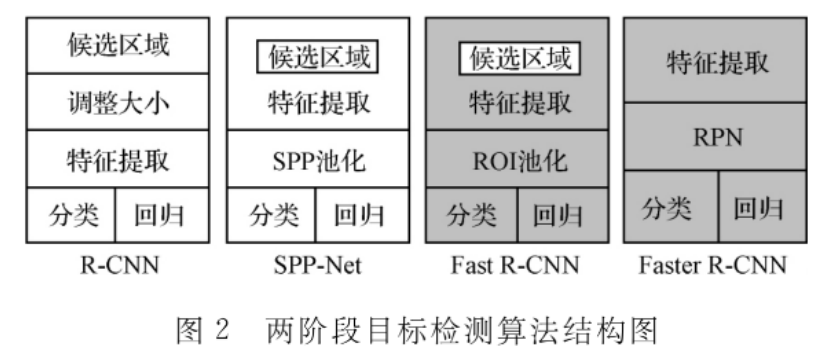 候选区域
调整大小
特征提取
分类 回归
R-CNN
候选区域
特征提取
SPP池化
分类 回归
SPP-Net
候选区域
特征提取
ROI池化
分类 回归
Fast R-CNN
特征提取
RPN
分类 回归
Faster R-CNN
图 2 两阶段目标检测算法结构图